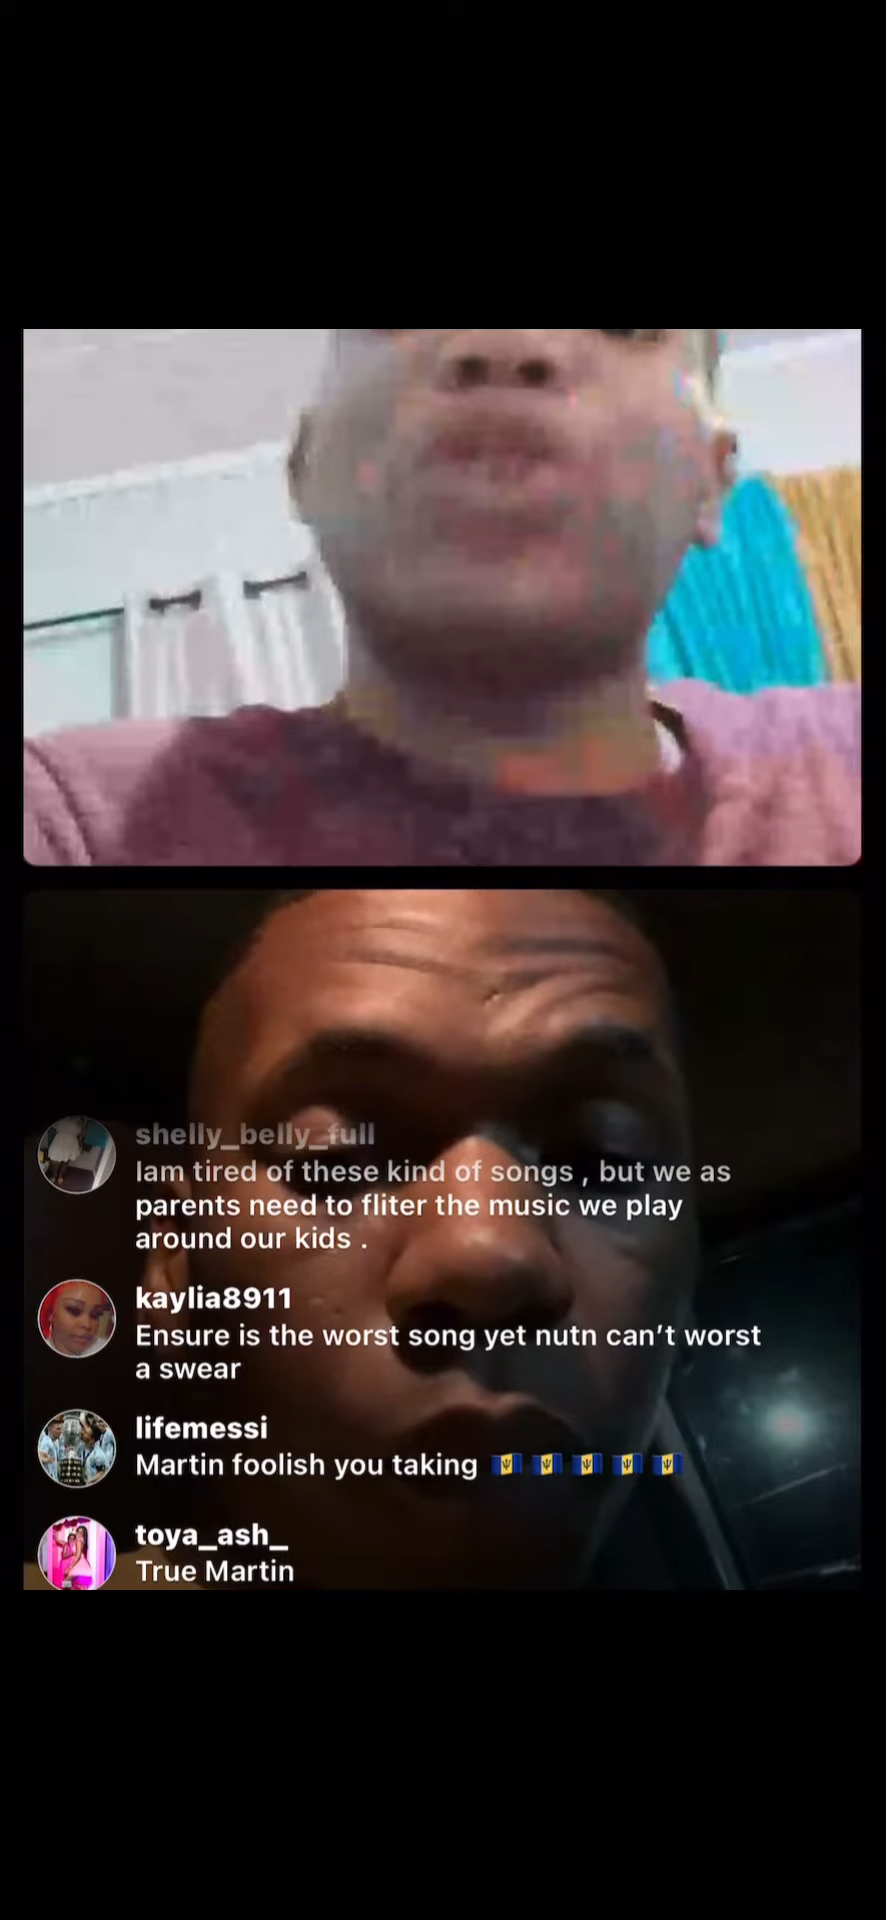 shelly_belly_full
Iam tired of these kind of songs , but we as
parents need to fliter the music we play
around our kids .
kaylia8911
Ensure is the worst song yet nutn can’t worst
a swear
lifemessi
Martin foolish you taking 🇧🇧 🇧🇧 🇧🇧 🇧🇧 🇧🇧
toya_ash_
True Martin